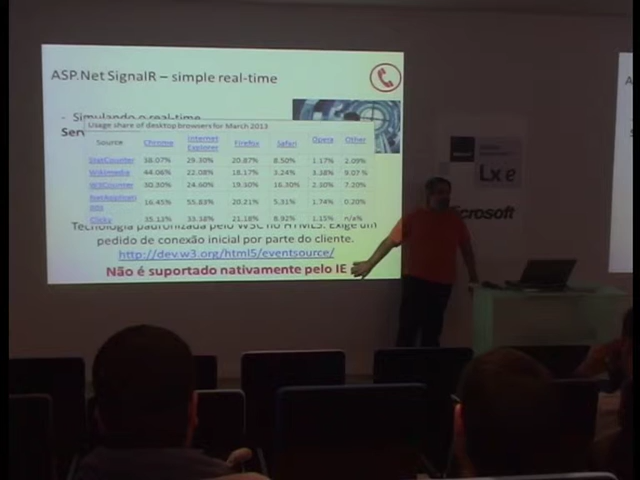 ASP.Net SignalR – simple real-time
- Simulando o real-time
Serv
Usage share of desktop browsers for March 2013
Source Chrome Internet Explorer Firefox Safari Opera Other
StatCounter 38.07% 29.30% 20.87% 8.50% 1.17% 2.09%
Wikimedia 44.06% 22.08% 18.17% 3.24% 3.38% 9.07 %
W3Counter 30.30% 24.60% 19.30% 16.30% 2.30% 7.20%
NetApplications 16.45% 55.83% 20.21% 5.31% 1.74% 0.20%
Clicky 35.12% 33.38% 21.18% 8.92% 1.15% n/a%
Tecnologia padronizada pelo W3C no HTML5. Exige um
pedido de conexão inicial por parte do cliente.
http://dev.w3.org/html5/eventsource/
Não é suportado nativamente pelo IE
Microsoft